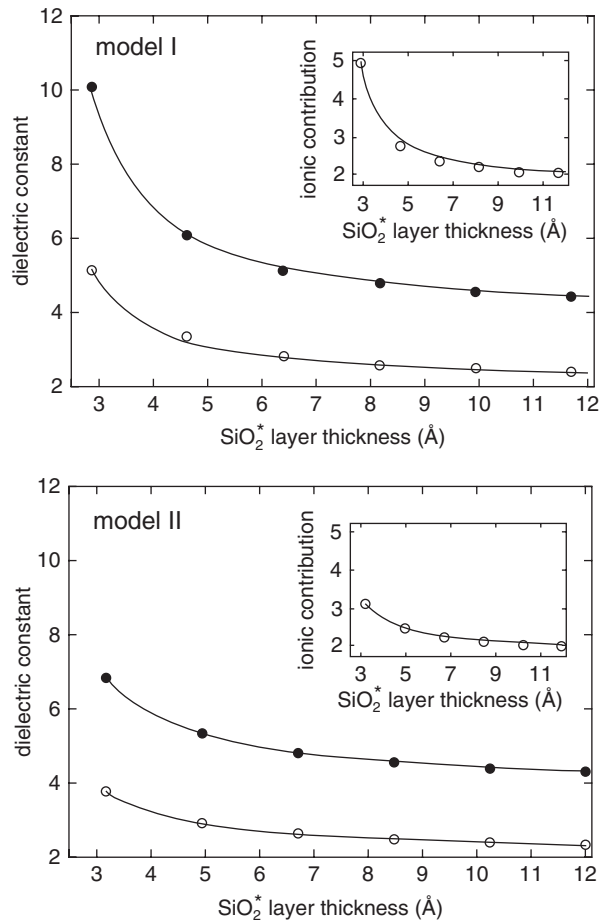 12
model I
10
8
6
4
2
dielectric constant
3 4 5 6 7 8 9 10 11 12
SiO₂* layer thickness (Å)
5
4
3
2
ionic contribution
3 5 7 9 11
SiO₂* layer thickness (Å)
12
model II
10
8
6
4
2
dielectric constant
3 4 5 6 7 8 9 10 11 12
SiO₂* layer thickness (Å)
5
4
3
2
ionic contribution
3 5 7 9 11
SiO₂* layer thickness (Å)